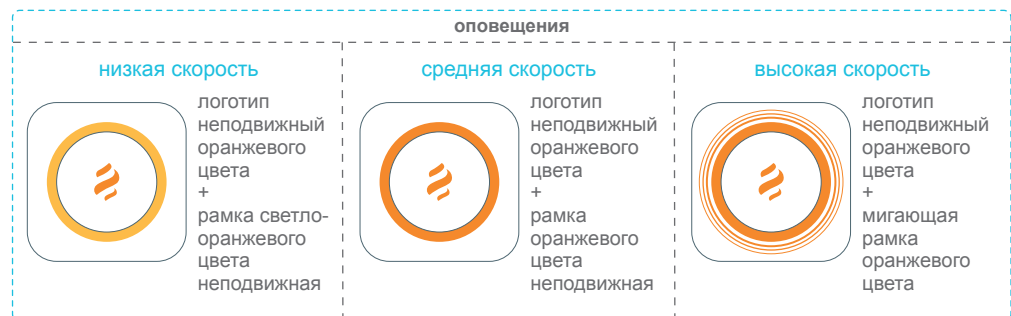 оповещения
низкая скорость
логотип
неподвижный
оранжевого
цвета
+
рамка светло-
оранжевого
цвета
неподвижная
средняя скорость
логотип
неподвижный
оранжевого
цвета
+
рамка
оранжевого
цвета
неподвижная
высокая скорость
логотип
неподвижный
оранжевого
цвета
+
мигающая
рамка
оранжевого
цвета